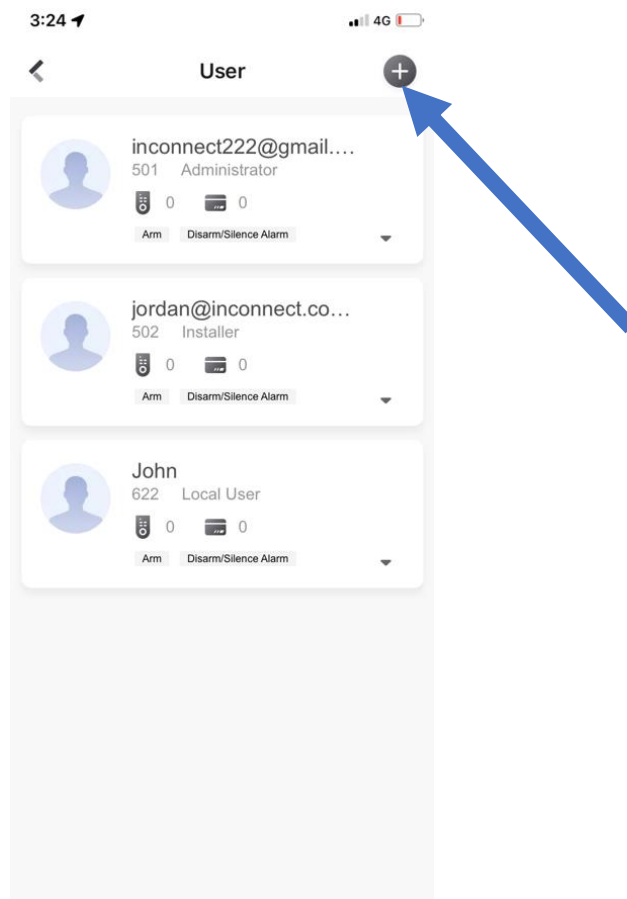 3:24
4G
User
inconnect222@gmail....
501 Administrator
0 0
Arm Disarm/Silence Alarm
jordan@inconnect.co...
502 Installer
0 0
Arm Disarm/Silence Alarm
John
622 Local User
0 0
Arm Disarm/Silence Alarm